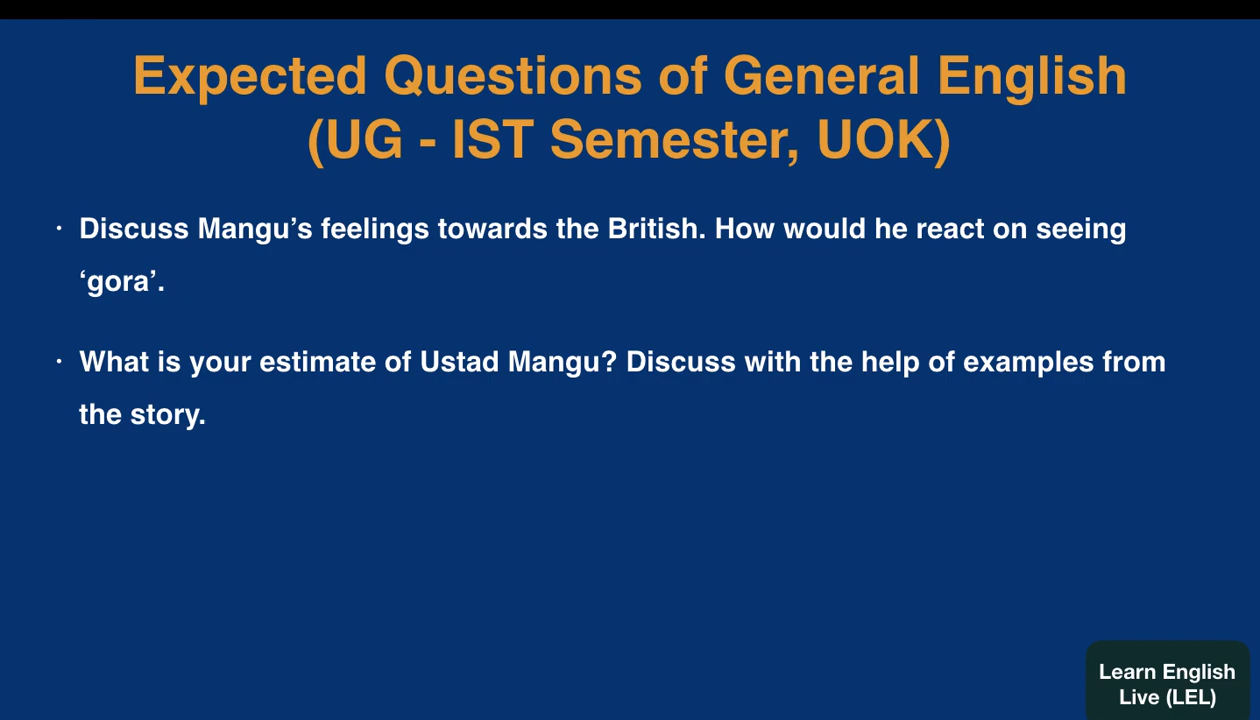 Expected Questions of General English
(UG - IST Semester, UOK)
· Discuss Mangu’s feelings towards the British. How would he react on seeing
‘gora’.
· What is your estimate of Ustad Mangu? Discuss with the help of examples from
the story.
Learn English
Live (LEL)